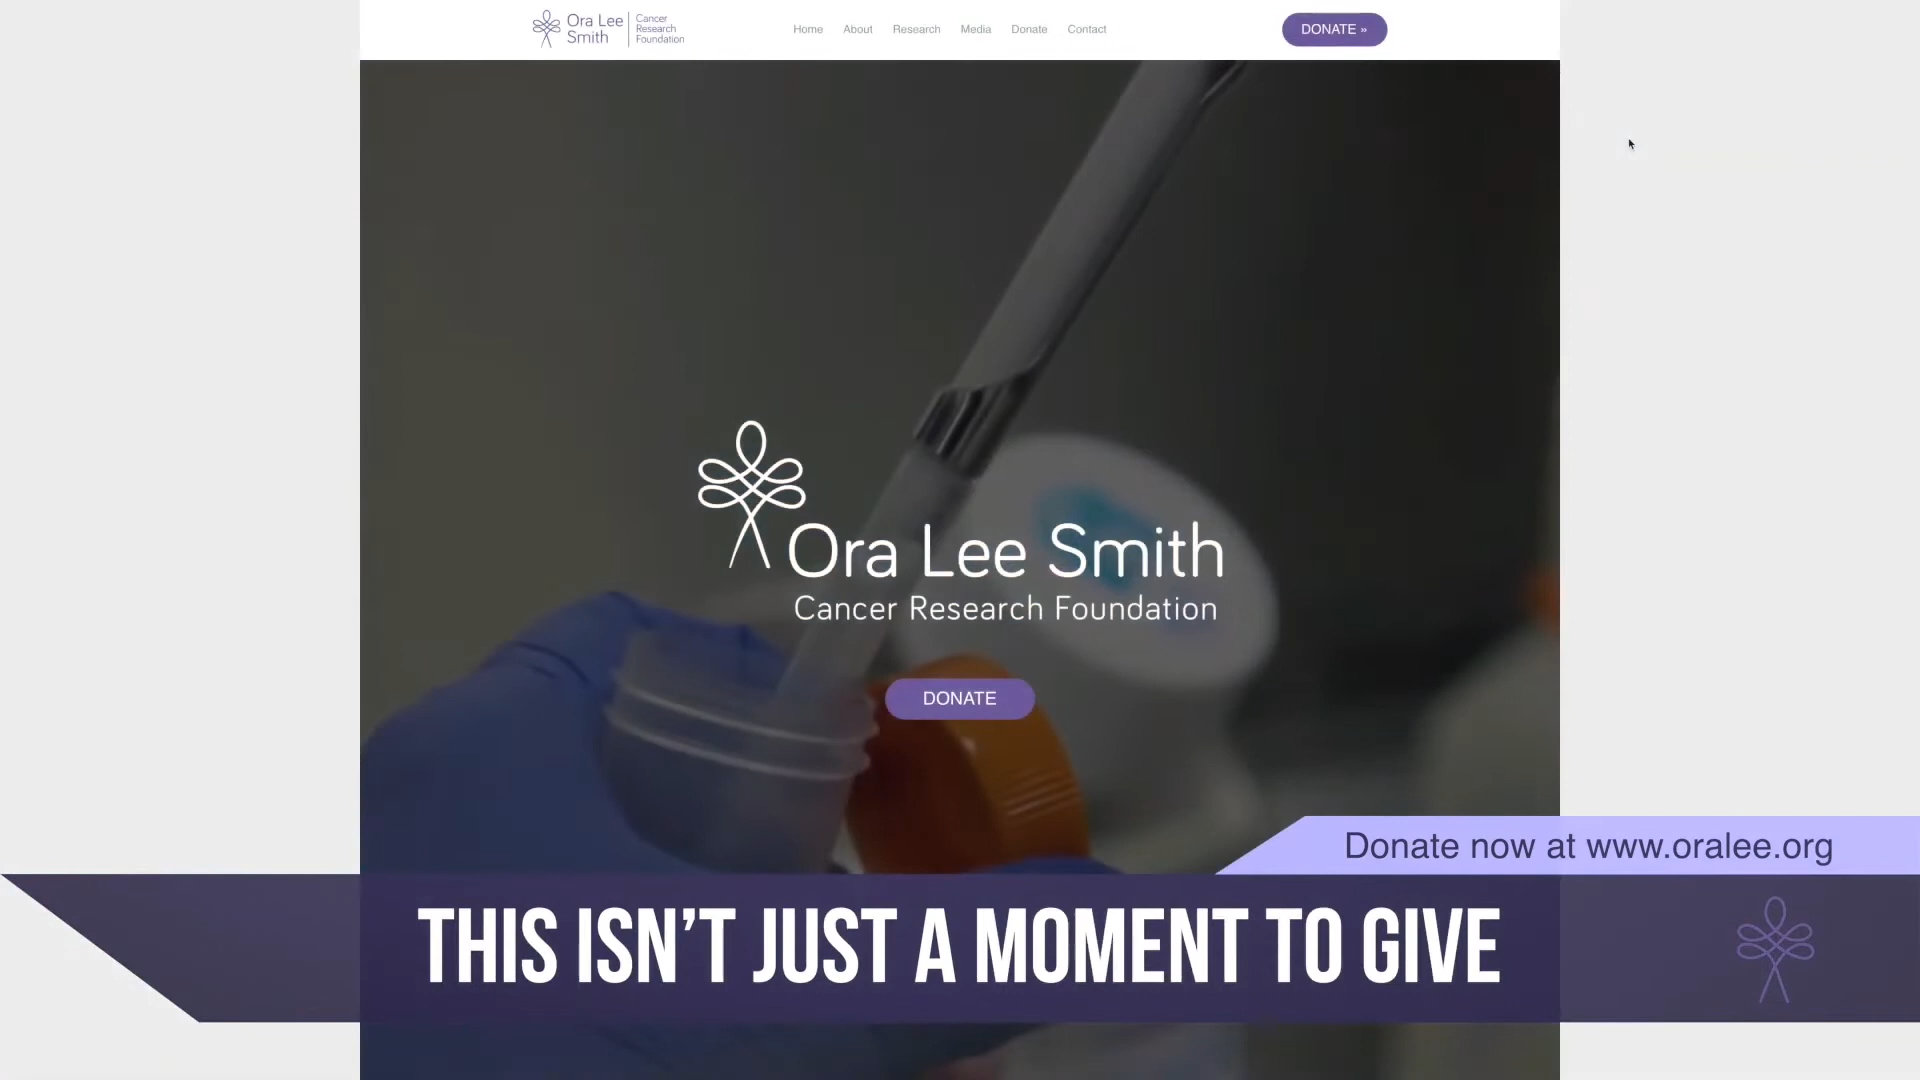 Ora Lee
Smith
Cancer
Research
Foundation
Home About Research Media Donate Contact
DONATE »
Ora Lee Smith
Cancer Research Foundation
DONATE
Donate now at www.oralee.org
THIS ISN’T JUST A MOMENT TO GIVE